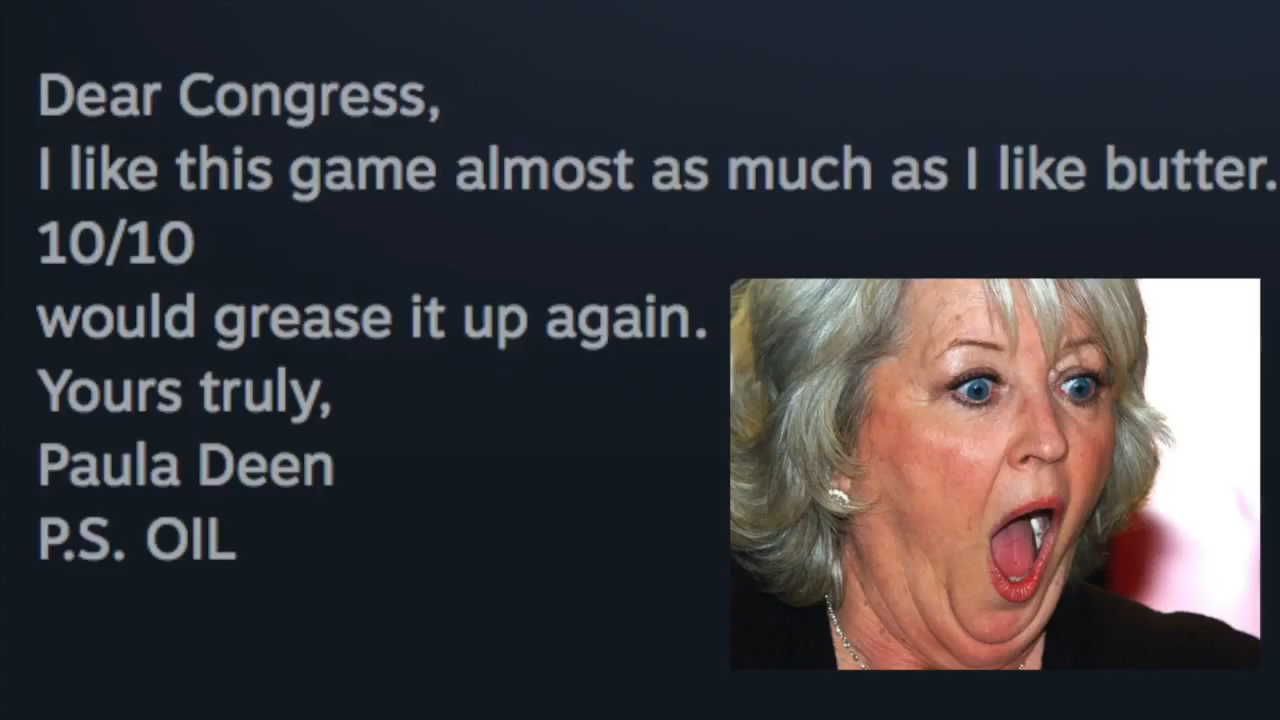 Dear Congress,
I like this game almost as much as I like butter.
10/10
would grease it up again.
Yours truly,
Paula Deen
P.S. OIL